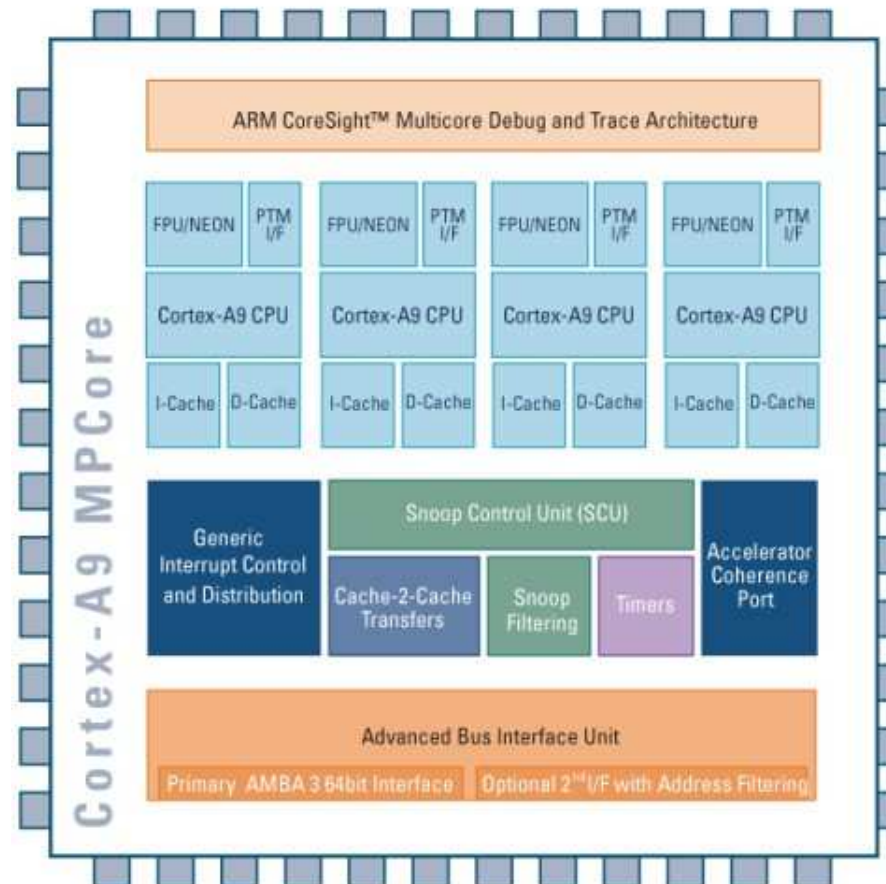 Cortex-A9 MPCore
ARM CoreSight™ Multicore Debug and Trace Architecture
FPU/NEON
PTM
I/F
FPU/NEON
PTM
I/F
FPU/NEON
PTM
I/F
FPU/NEON
PTM
I/F
Cortex-A9 CPU
Cortex-A9 CPU
Cortex-A9 CPU
Cortex-A9 CPU
I-Cache
D-Cache
I-Cache
D-Cache
I-Cache
D-Cache
I-Cache
D-Cache
Generic
Interrupt Control
and Distribution
Snoop Control Unit (SCU)
Cache-2-Cache
Transfers
Snoop
Filtering
Timers
Accelerator
Coherence
Port
Advanced Bus Interface Unit
Primary AMBA 3 64bit Interface
Optional 2nd I/F with Address Filtering